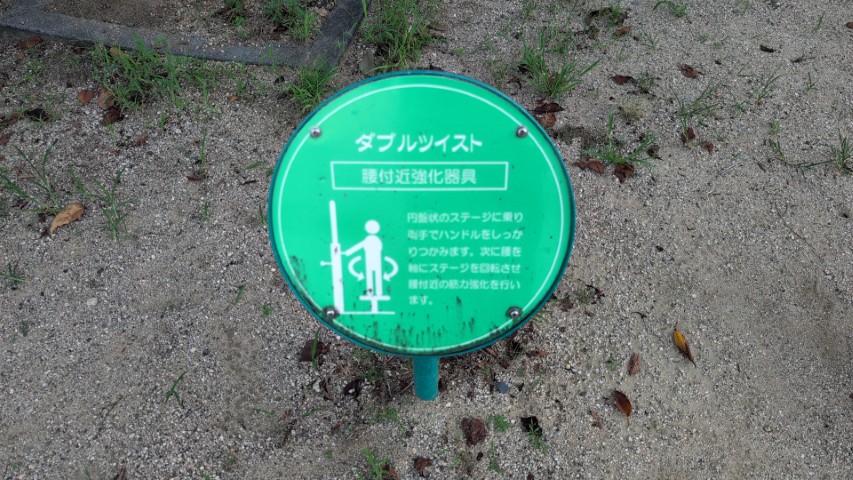 ダブルツイスト
腰付近強化器具
円盤状のステージに乗り
両手でハンドルをしっか
りつかみます。次に腰を
軸にステージを回転させ
腰付近の筋力強化を行い
ます。